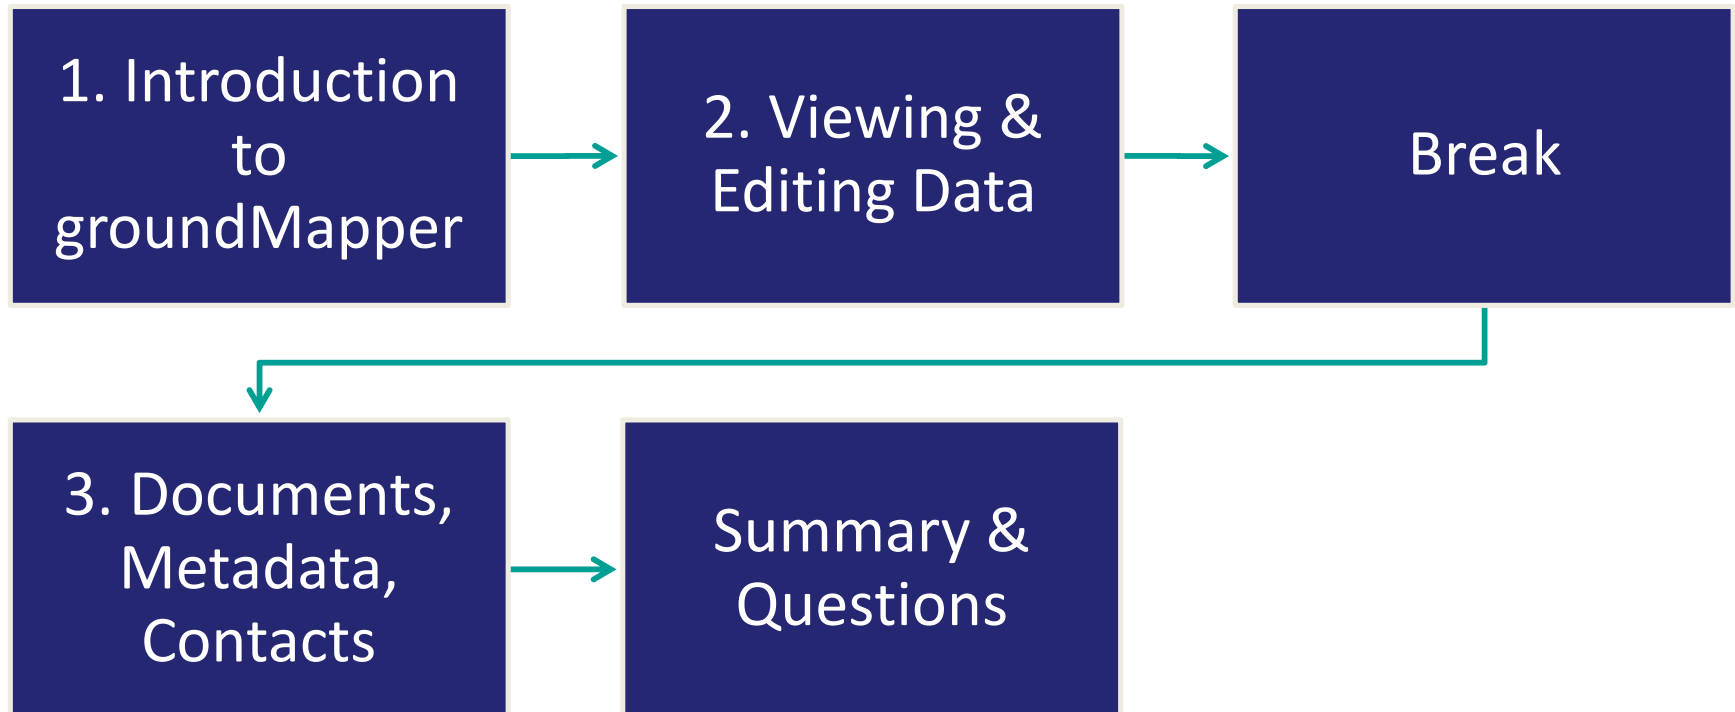 1. Introduction
to
groundMapper
2. Viewing &
Editing Data
Break
3. Documents,
Metadata,
Contacts
Summary &
Questions